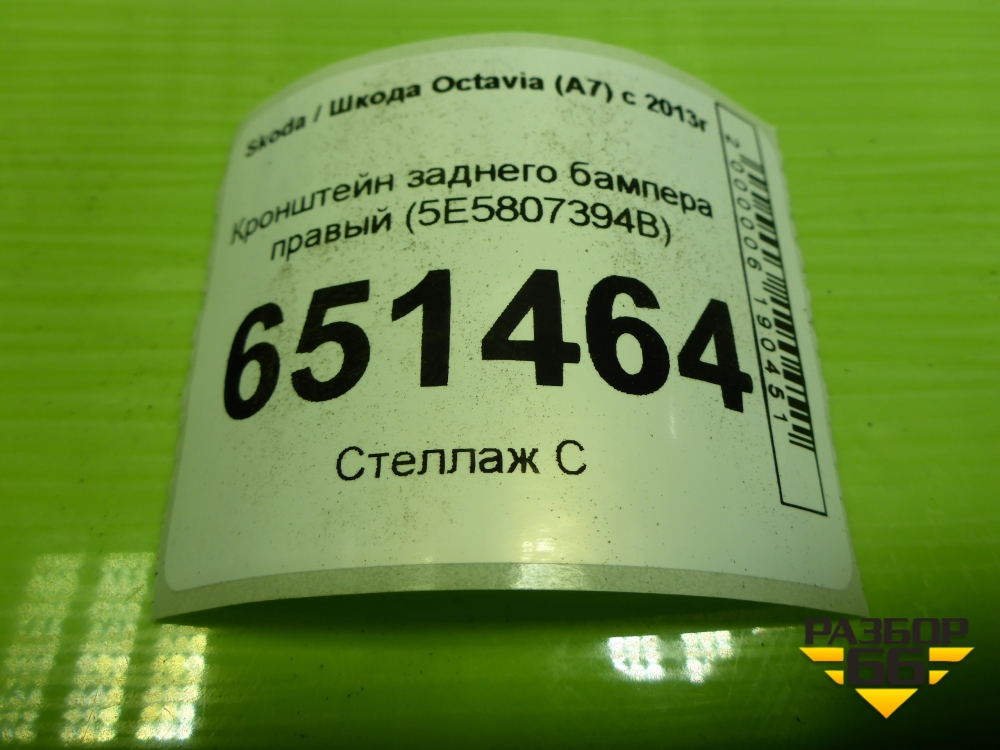 Skoda / Шкода Octavia (A7) с 2013г
Кронштейн заднего бампера
правый (5E5807394B)
651464
Стеллаж С
2000006190451
РАЗБОР
66